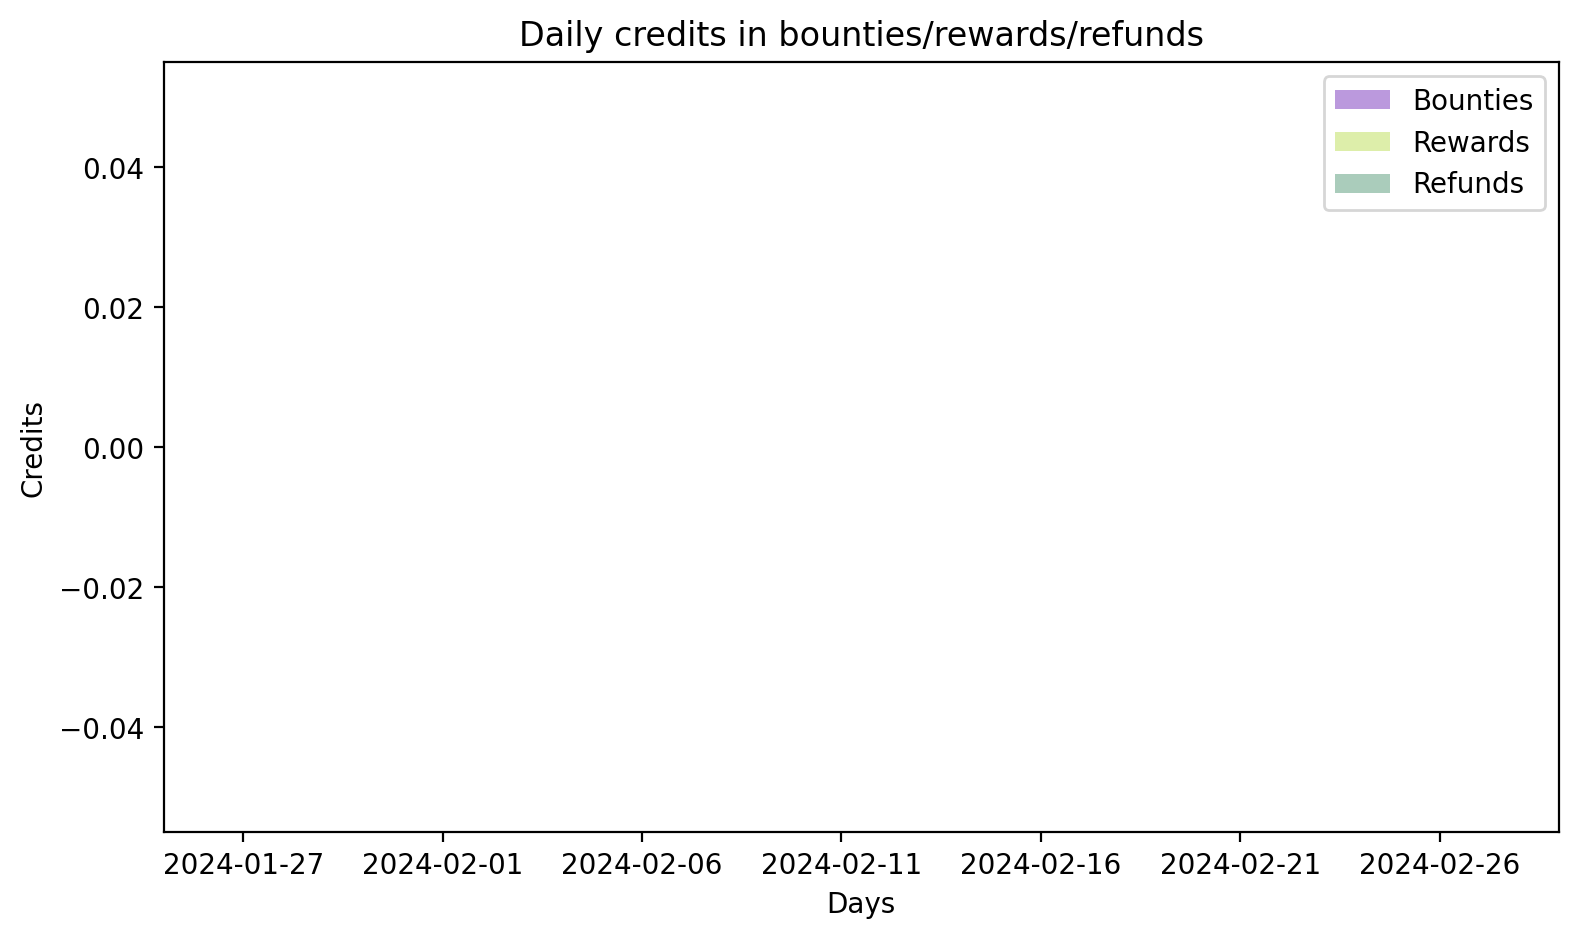 Daily credits in bounties/rewards/refunds
Bounties
Rewards
Refunds
0.04
0.02
0.00
−0.02
−0.04
Credits
2024-01-27 2024-02-01 2024-02-06 2024-02-11 2024-02-16 2024-02-21 2024-02-26
Days